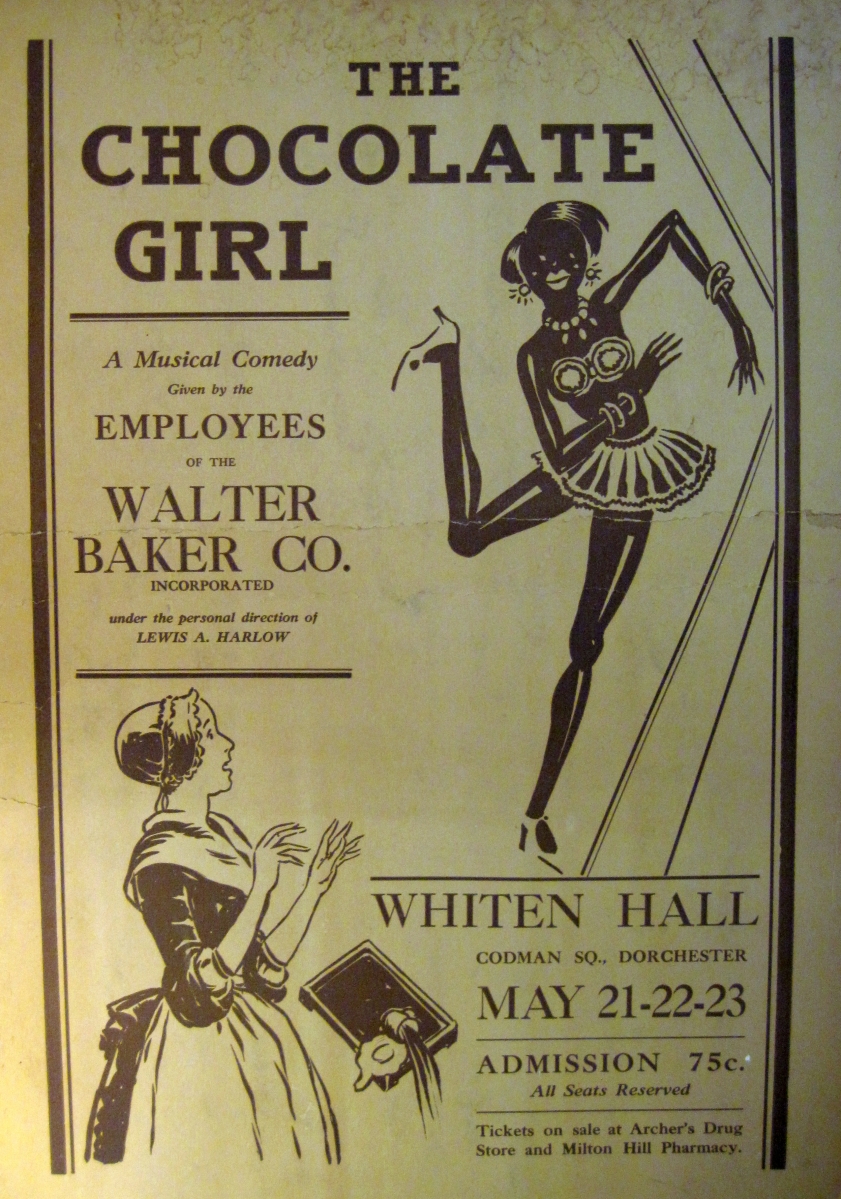 THE
CHOCOLATE
GIRL
A Musical Comedy
Given by the
EMPLOYEES
OF THE
WALTER
BAKER CO.
INCORPORATED
under the personal direction of
LEWIS A. HARLOW
WHITEN HALL
CODMAN SQ., DORCHESTER
MAY 21-22-23
ADMISSION 75c.
All Seats Reserved
Tickets on sale at Archer's Drug
Store and Milton Hill Pharmacy.